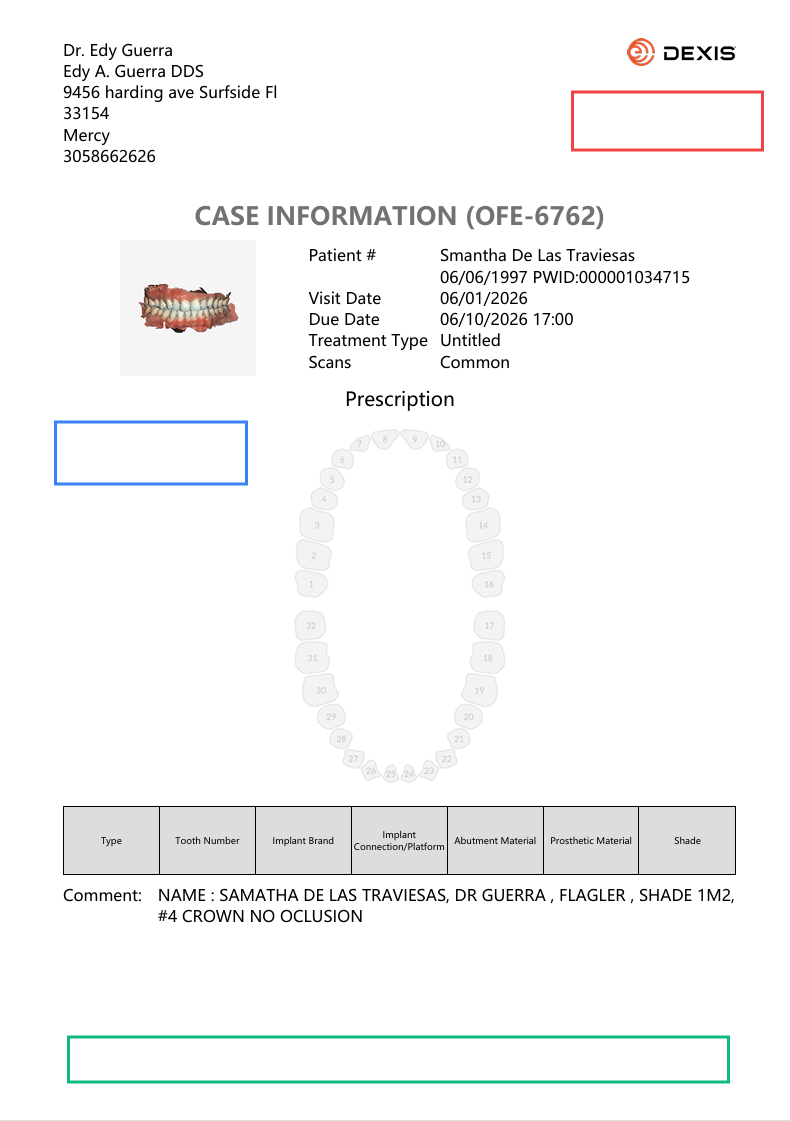 Dr. Edy Guerra
Edy A. Guerra DDS
9456 harding ave Surfside Fl
33154
Mercy
3058662626
DEXIS
CASE INFORMATION (OFE-6762)
Patient # Smantha De Las Traviesas
06/06/1997 PWID:000001034715
Visit Date 06/01/2026
Due Date 06/10/2026 17:00
Treatment Type Untitled
Scans Common
Prescription
7 8 9 10
6 11
5 12
4 13
3 14
2 15
1 16
32 17
31 18
30 19
29 20
28 21
27 22
26 25 24 23
Type Tooth Number Implant Brand Implant Connection/Platform Abutment Material Prosthetic Material Shade
Comment: NAME : SAMATHA DE LAS TRAVIESAS, DR GUERRA , FLAGLER , SHADE 1M2,
#4 CROWN NO OCLUSION